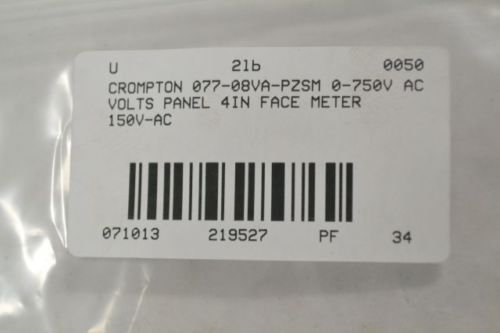 U 2lb 0050
CROMPTON 077-08VA-PZSM 0-750V AC
VOLTS PANEL 4IN FACE METER
150V-AC
071013 219527 PF 34